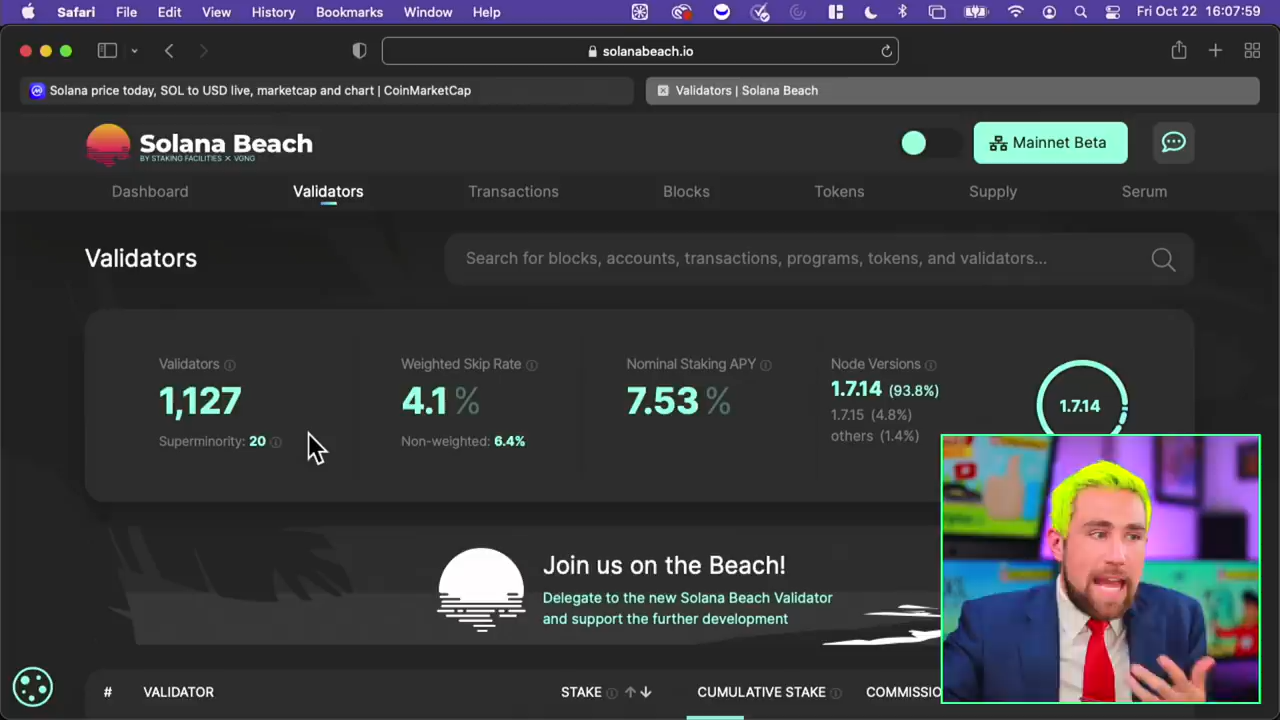 Safari File Edit View History Bookmarks Window Help Fri Oct 22 16:07:59
solanabeach.io
Solana price today, SOL to USD live, marketcap and chart | CoinMarketCap
Validators | Solana Beach
Solana Beach
BY STAKING FACILITIES X VONG
Mainnet Beta
Dashboard Validators Transactions Blocks Tokens Supply Serum
Validators
Search for blocks, accounts, transactions, programs, tokens, and validators...
Validators Weighted Skip Rate Nominal Staking APY Node Versions
1,127 4.1 % 7.53 % 1.7.14 (93.8%)
1.7.14
1.7.15 (4.8%)
Superminority: 20 Non-weighted: 6.4% others (1.4%)
Join us on the Beach!
Delegate to the new Solana Beach Validator
and support the further development
# VALIDATOR STAKE CUMULATIVE STAKE COMMISSIO